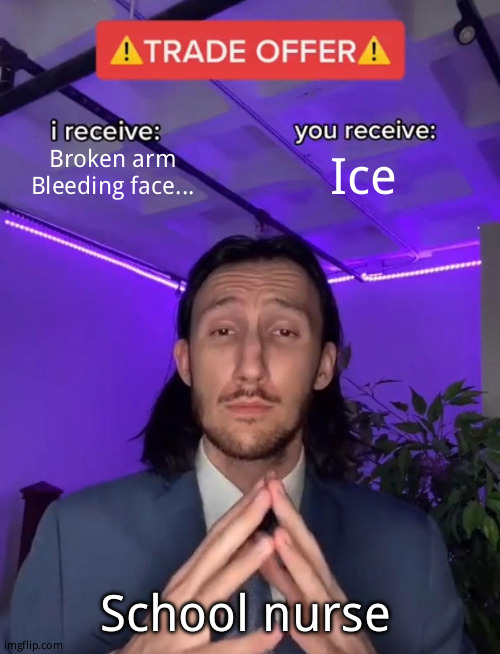 ⚠️TRADE OFFER⚠️
i receive:
you receive:
Broken arm
Bleeding face...
Ice
School nurse
imgflip.com